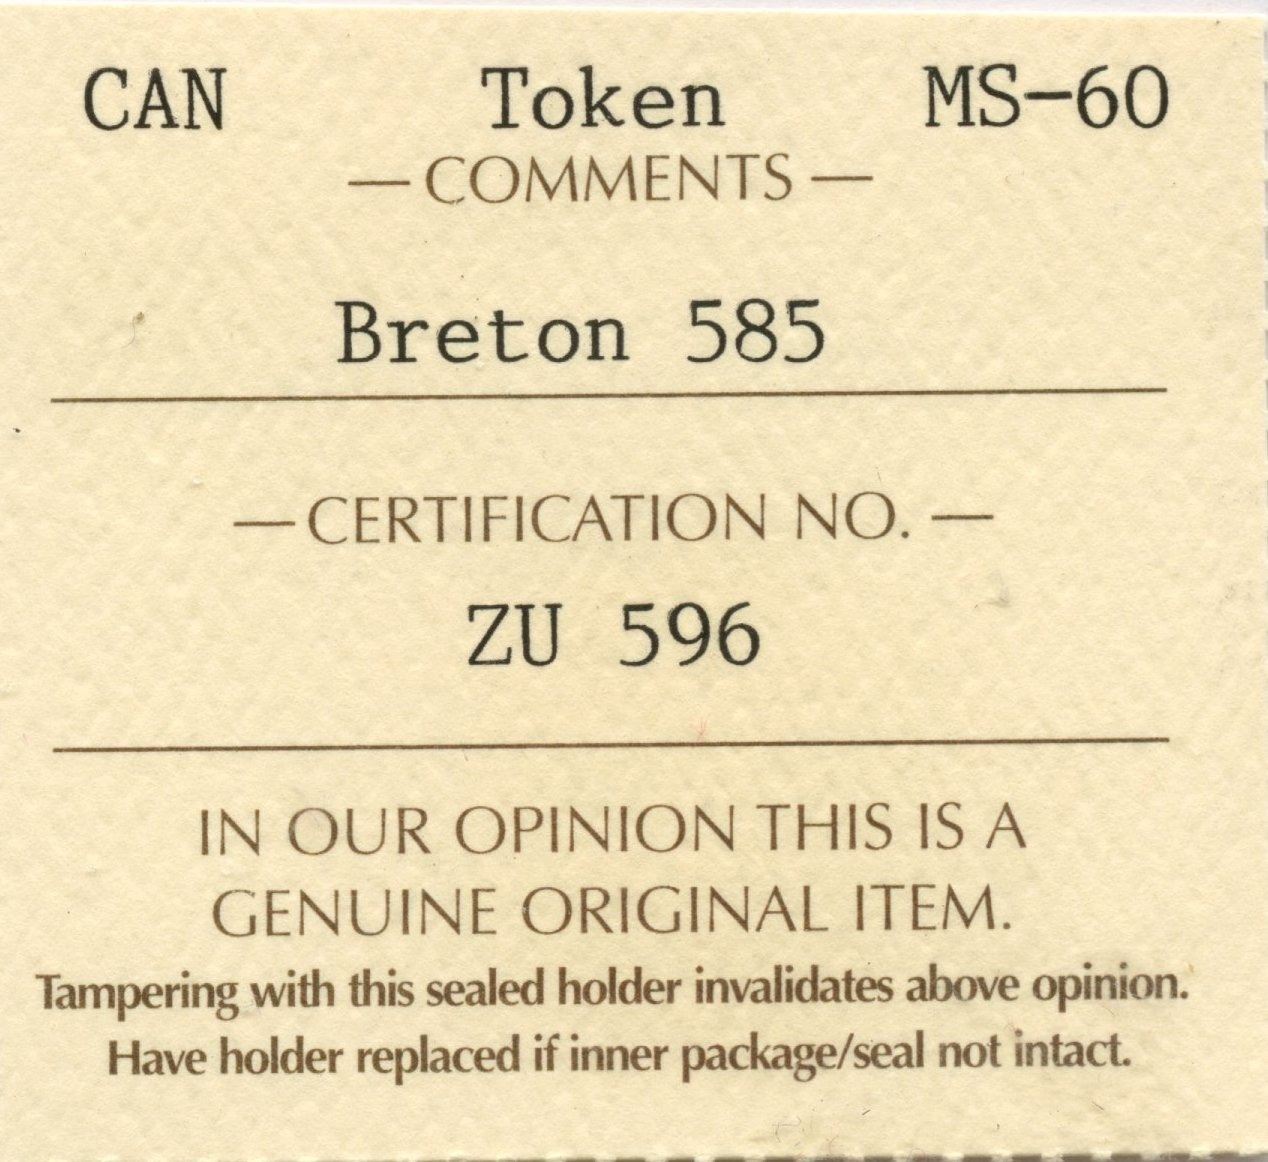 CAN Token MS-60
— COMMENTS —
Breton 585
— CERTIFICATION NO. —
ZU 596
IN OUR OPINION THIS IS A
GENUINE ORIGINAL ITEM.
Tampering with this sealed holder invalidates above opinion.
Have holder replaced if inner package/seal not intact.